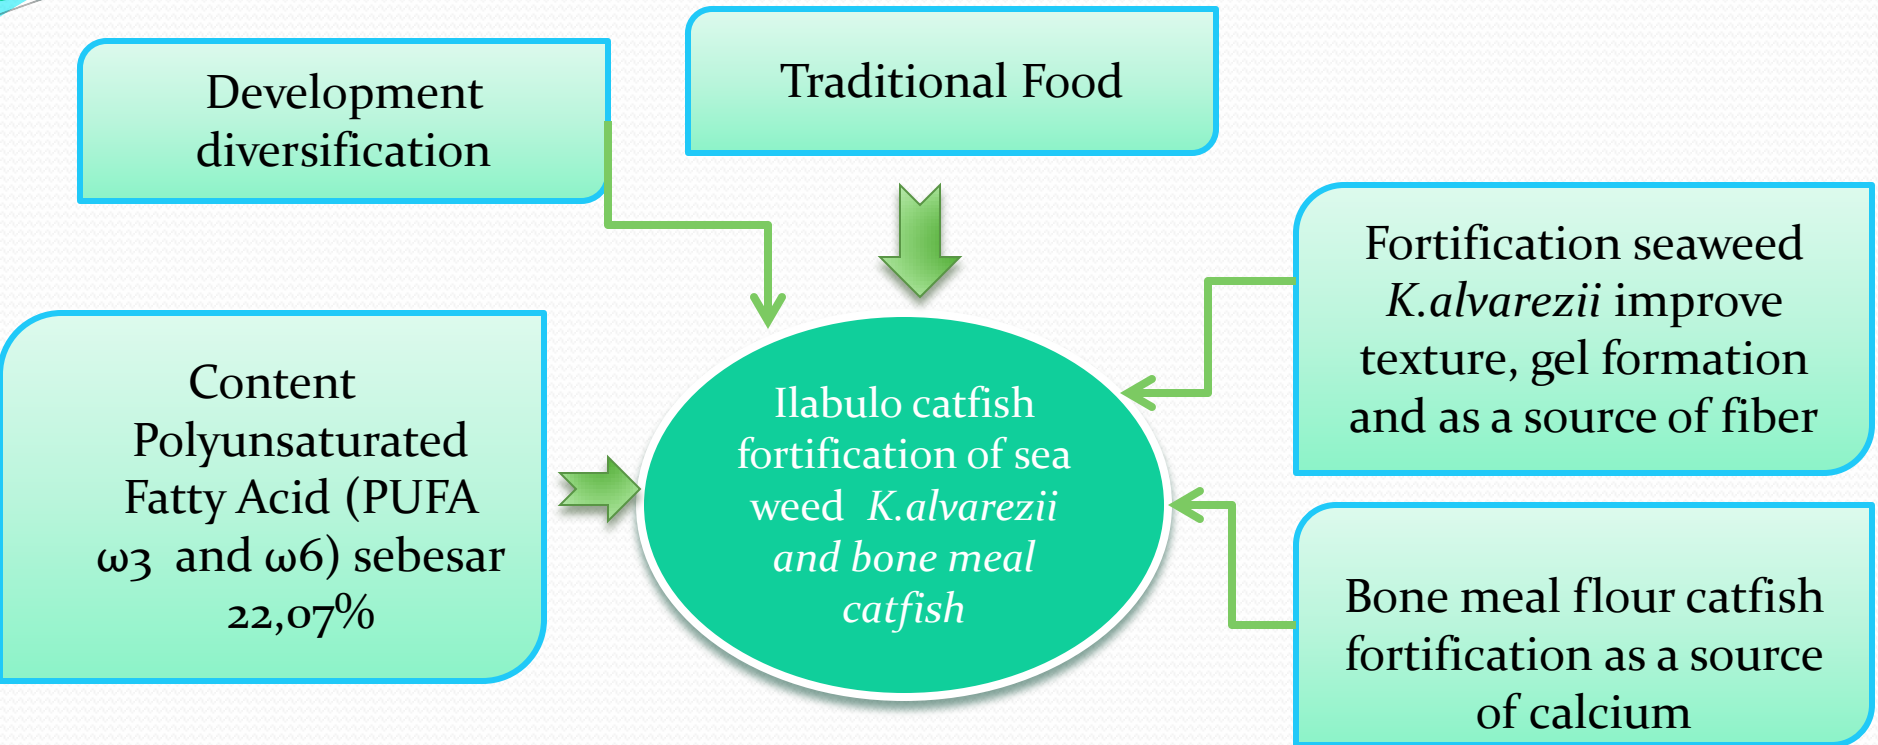 Development
diversification
Traditional Food
Fortification seaweed
K.alvarezii improve
texture, gel formation
and as a source of fiber
Content
Polyunsaturated
Fatty Acid (PUFA
ω3 and ω6) sebesar
22,07%
Ilabulo catfish
fortification of sea
weed K.alvarezii
and bone meal
catfish
Bone meal flour catfish
fortification as a source
of calcium